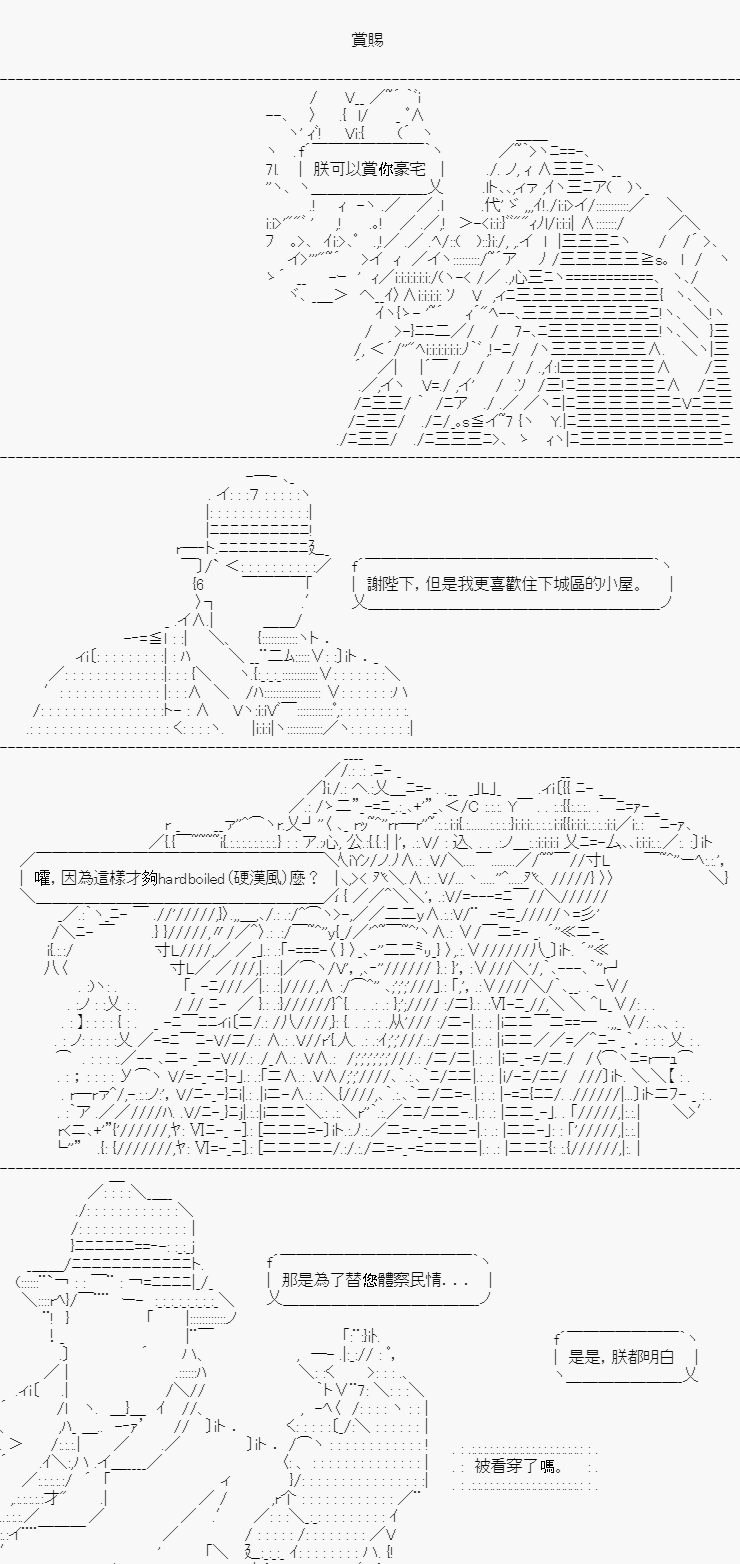 賞賜
朕可以賞你豪宅
謝陛下，但是我更喜歡住下城區的小屋。
嚯，因為這樣才夠hardboiled（硬漢風）麼？
那是為了替您體察民情．．．
是是，朕都明白
被看穿了嗎。